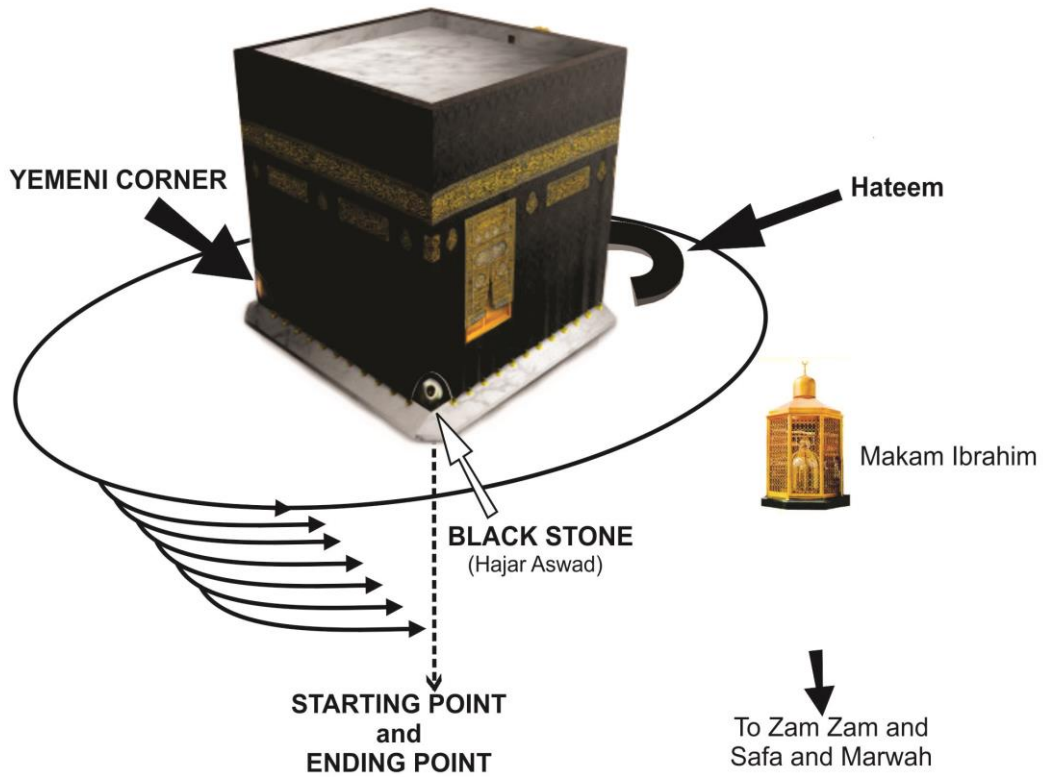 YEMENI CORNER
Hateem
Makam Ibrahim
BLACK STONE
(Hajar Aswad)
STARTING POINT
and
ENDING POINT
To Zam Zam and
Safa and Marwah